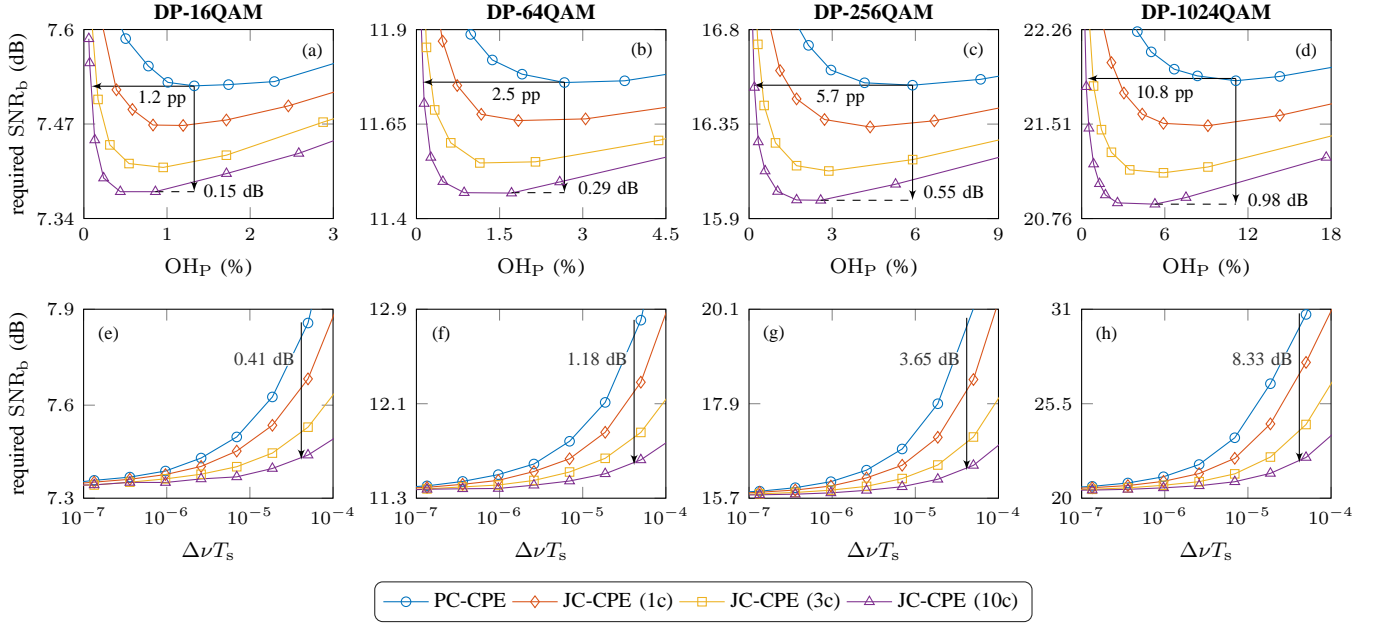 DP-16QAM DP-64QAM DP-256QAM DP-1024QAM
required SNR_b (dB)
7.6
7.47
7.34
(a)
1.2 pp
0.15 dB
0 1 2 3
OH_P (%)
11.9
11.65
11.4
(b)
2.5 pp
0.29 dB
0 1.5 3 4.5
OH_P (%)
16.8
16.35
15.9
(c)
5.7 pp
0.55 dB
0 3 6 9
OH_P (%)
22.26
21.51
20.76
(d)
10.8 pp
0.98 dB
0 6 12 18
OH_P (%)
required SNR_b (dB)
7.9
7.6
7.3
(e)
0.41 dB
10^−7 10^−6 10^−5 10^−4
ΔνT_s
12.9
12.1
11.3
(f)
1.18 dB
10^−7 10^−6 10^−5 10^−4
ΔνT_s
20.1
17.9
15.7
(g)
3.65 dB
10^−7 10^−6 10^−5 10^−4
ΔνT_s
31
25.5
20
(h)
8.33 dB
10^−7 10^−6 10^−5 10^−4
ΔνT_s
PC-CPE JC-CPE (1c) JC-CPE (3c) JC-CPE (10c)